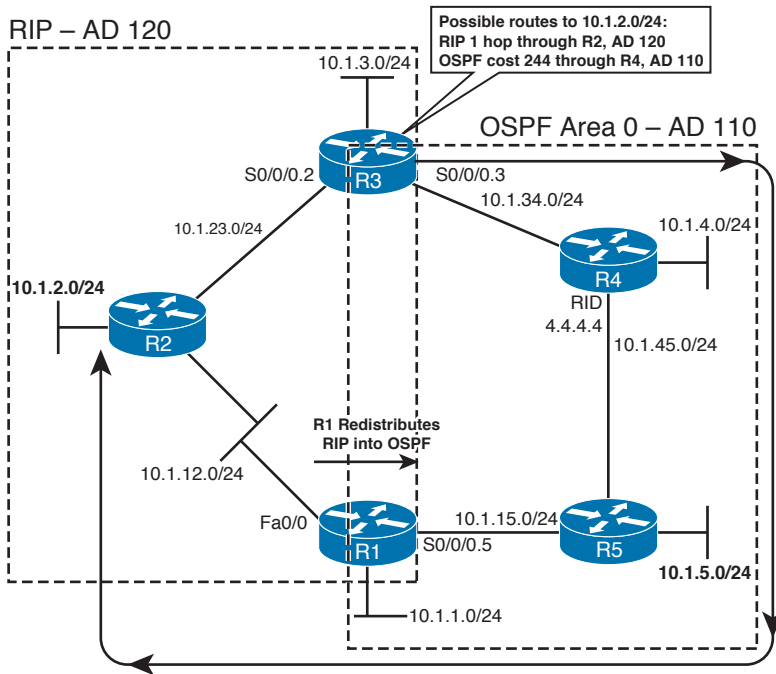 RIP – AD 120
Possible routes to 10.1.2.0/24:
RIP 1 hop through R2, AD 120
OSPF cost 244 through R4, AD 110
10.1.3.0/24
OSPF Area 0 – AD 110
S0/0/0.2
R3
S0/0/0.3
10.1.34.0/24
10.1.23.0/24
10.1.4.0/24
R4
10.1.2.0/24
RID
4.4.4.4
R2
10.1.45.0/24
R1 Redistributes
RIP into OSPF
10.1.12.0/24
Fa0/0
10.1.15.0/24
R1
S0/0/0.5
R5
10.1.5.0/24
10.1.1.0/24